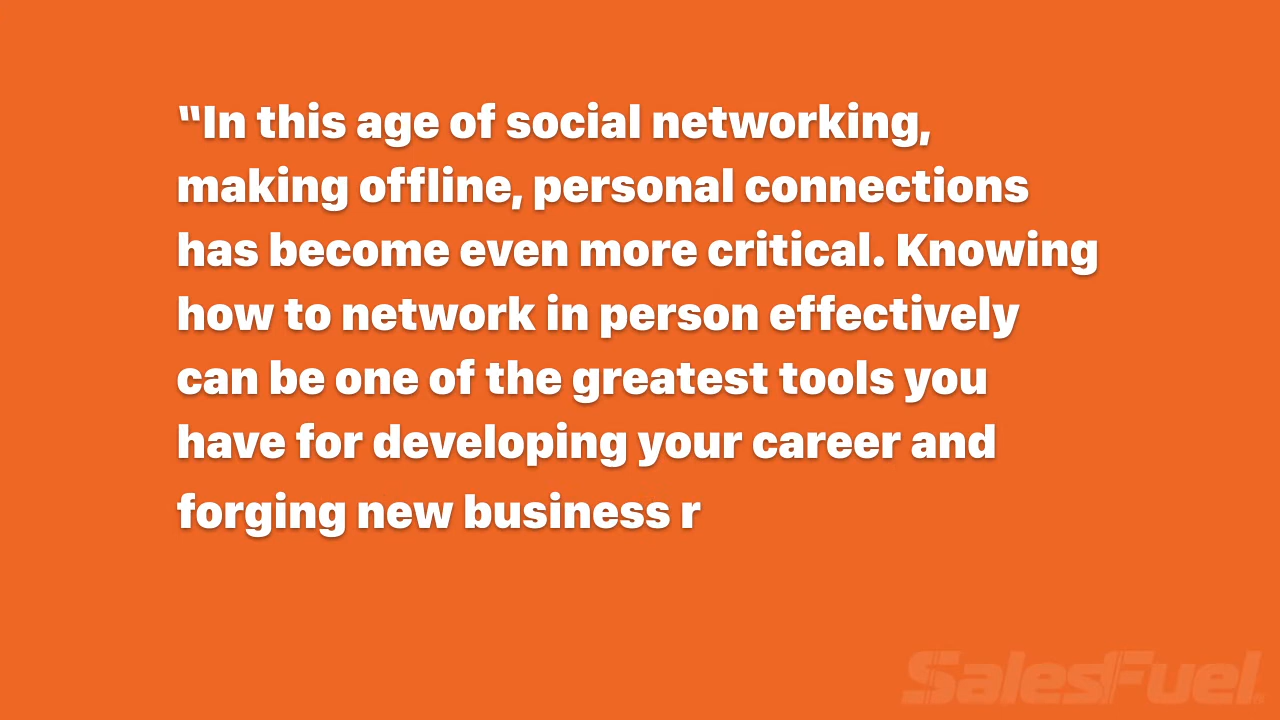 “In this age of social networking,
making offline, personal connections
has become even more critical. Knowing
how to network in person effectively
can be one of the greatest tools you
have for developing your career and
forging new business r
SalesFuel